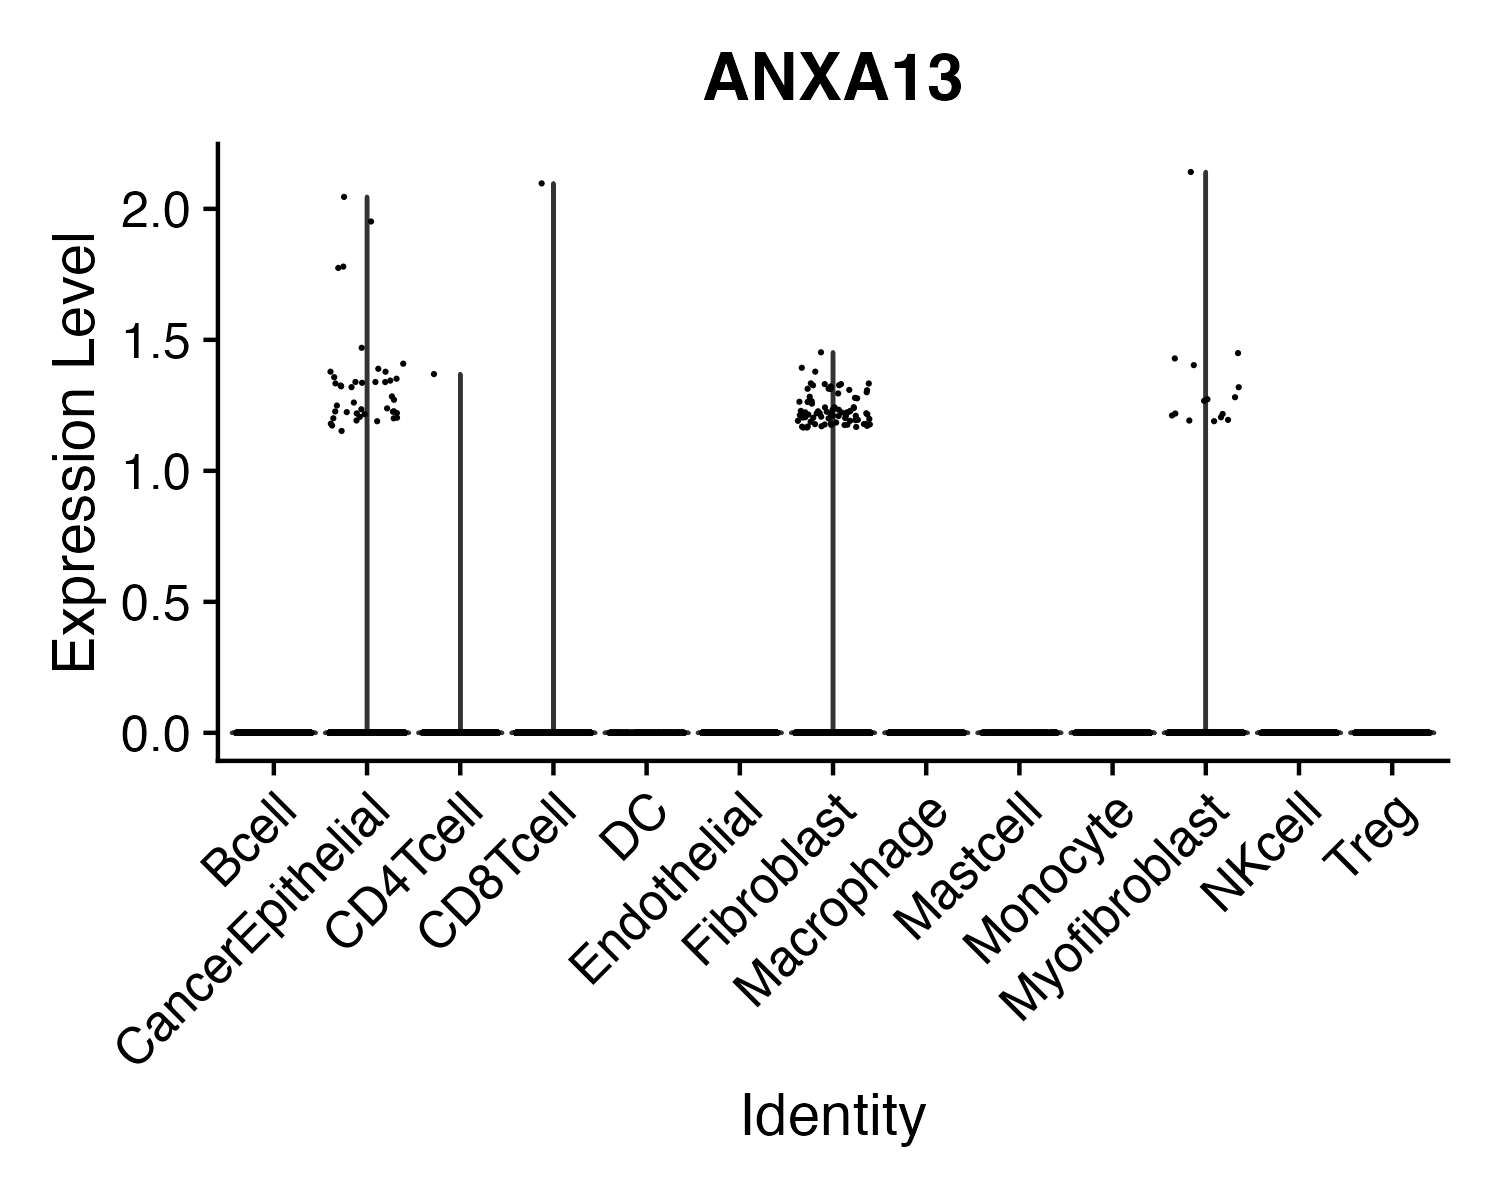 ANXA13
Expression Level
2.0
1.5
1.0
0.5
0.0
Bcell
CancerEpithelial
CD4Tcell
CD8Tcell
DC
Endothelial
Fibroblast
Macrophage
Mastcell
Monocyte
Myofibroblast
NKcell
Treg
Identity